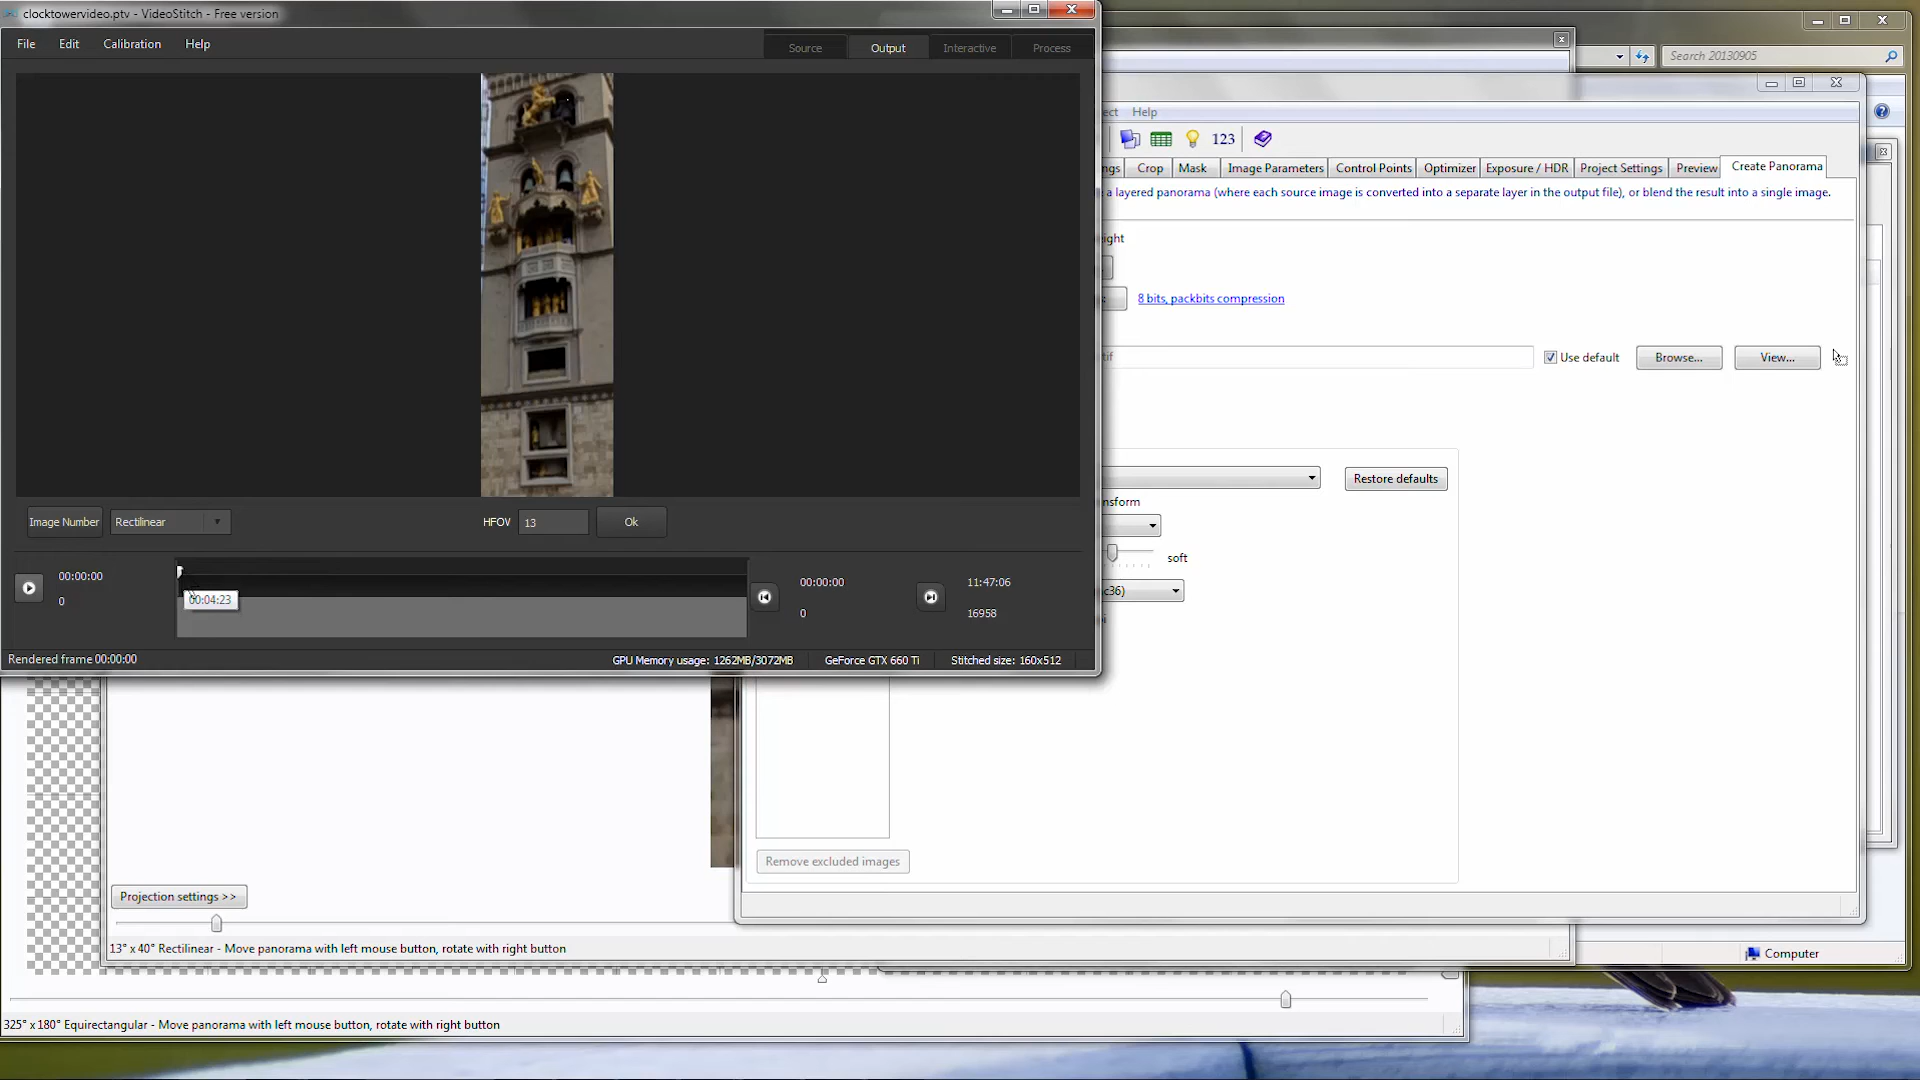 clocktowervideo.ptv - VideoStitch - Free version
File Edit Calibration Help
Source Output Interactive Process
Image Number
Rectilinear
HFOV 13 Ok
00:00:00
0
00:04:23
00:00:00
0
11:47:06
16958
Rendered frame 00:00:00
GPU Memory usage: 1262MB/3072MB
GeForce GTX 660 Ti
Stitched size: 160x512
Search 20130905
ect Help
123
ngs Crop Mask Image Parameters Control Points Optimizer Exposure / HDR Project Settings Preview Create Panorama
a layered panorama (where each source image is converted into a separate layer in the output file), or blend the result into a single image.
eight
8 bits, packbits compression
tif
Use default
Browse...
View...
Restore defaults
nsform
soft
c36)
Remove excluded images
Projection settings >>
13° x 40° Rectilinear - Move panorama with left mouse button, rotate with right button
Computer
325° x 180° Equirectangular - Move panorama with left mouse button, rotate with right button